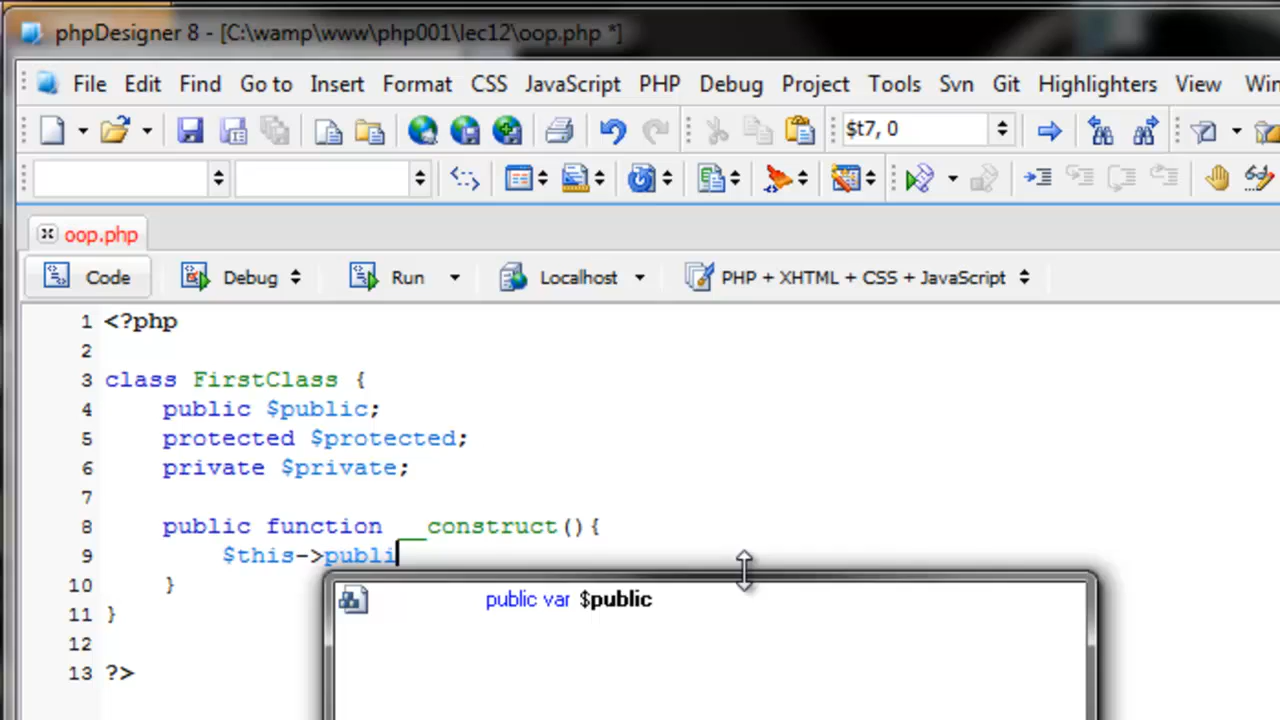 phpDesigner 8 - [C:\wamp\www\php001\lec12\oop.php *]
File Edit Find Go to Insert Format CSS JavaScript PHP Debug Project Tools Svn Git Highlighters View Win
$t7, 0
oop.php
Code Debug Run Localhost PHP + XHTML + CSS + JavaScript
1 <?php
2
3 class FirstClass {
4 public $public;
5 protected $protected;
6 private $private;
7
8 public function __construct(){
9 $this->publi
10 }
public var $public
11 }
12
13 ?>